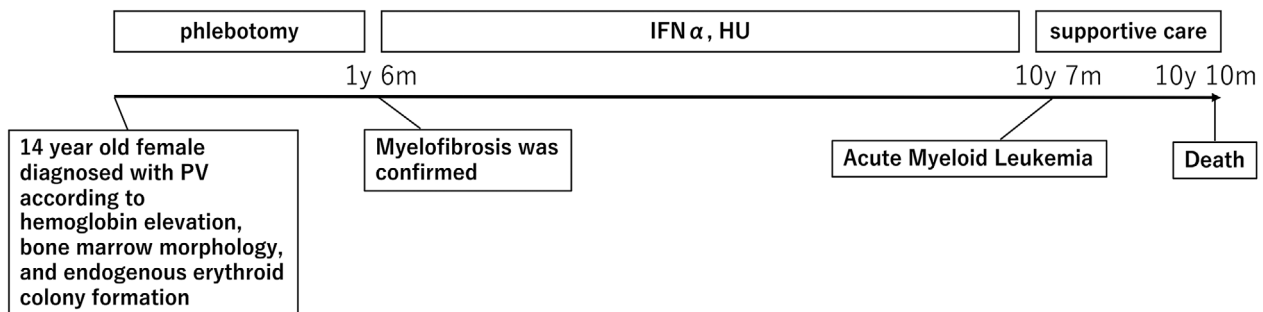 phlebotomy
IFNα, HU
supportive care
1y 6m
10y 7m
10y 10m
14 year old female
diagnosed with PV
according to
hemoglobin elevation,
bone marrow morphology,
and endogenous erythroid
colony formation
Myelofibrosis was
confirmed
Acute Myeloid Leukemia
Death